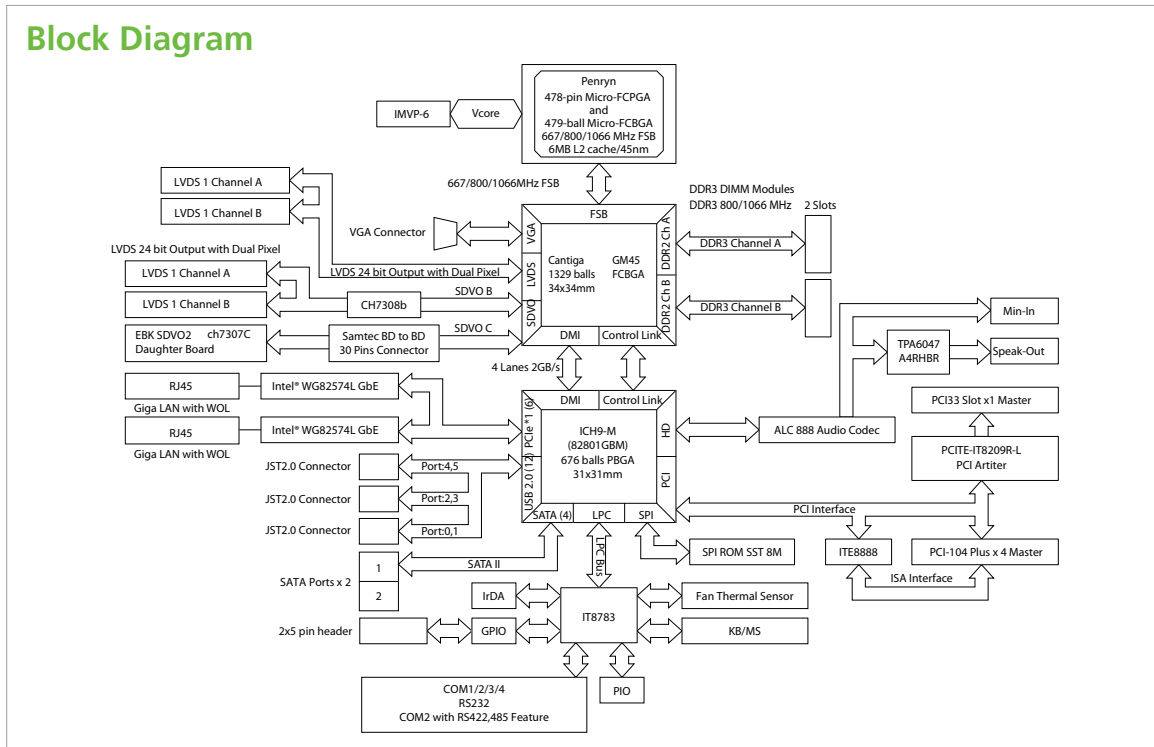 Block Diagram
Penryn
478-pin Micro-FCPGA
and
479-ball Micro-FCBGA
667/800/1066 MHz FSB
6MB L2 cache/45nm
IMVP-6
Vcore
667/800/1066MHz FSB
DDR3 DIMM Modules
DDR3 800/1066 MHz
2 Slots
LVDS 1 Channel A
LVDS 1 Channel B
VGA Connector
LVDS 24 bit Output with Dual Pixel
LVDS 24 bit Output with Dual Pixel
FSB
VGA
LVDS
SDVO
Cantiga
1329 balls
34x34mm
GM45
FCBGA
DDR2 Ch A
DDR2 Ch B
DMI
Control Link
DDR3 Channel A
DDR3 Channel B
LVDS 1 Channel A
LVDS 1 Channel B
CH7308b
SDVO B
EBK SDVO2
ch7307C
Daughter Board
Samtec BD to BD
30 Pins Connector
SDVO C
Min-In
TPA6047
A4RHBR
Speak-Out
4 Lanes 2GB/s
RJ45
Intel® WG82574L GbE
Giga LAN with WOL
RJ45
Intel® WG82574L GbE
Giga LAN with WOL
DMI
Control Link
PCIe *1 (6)
USB 2.0 (12)
ICH9-M
(82801GBM)
676 balls PBGA
31x31mm
HD
PCI
SATA (4)
LPC
SPI
ALC 888 Audio Codec
PCI33 Slot x1 Master
PCITE-IT8209R-L
PCI Artiter
JST2.0 Connector
Port:4,5
JST2.0 Connector
Port:2,3
JST2.0 Connector
Port:0,1
PCI Interface
SATA Ports x 2
1
2
SATA II
LPC Bus
SPI ROM SST 8M
ITE8888
PCI-104 Plus x 4 Master
ISA Interface
IrDA
IT8783
Fan Thermal Sensor
2x5 pin header
GPIO
KB/MS
COM1/2/3/4
RS232
COM2 with RS422,485 Feature
PIO